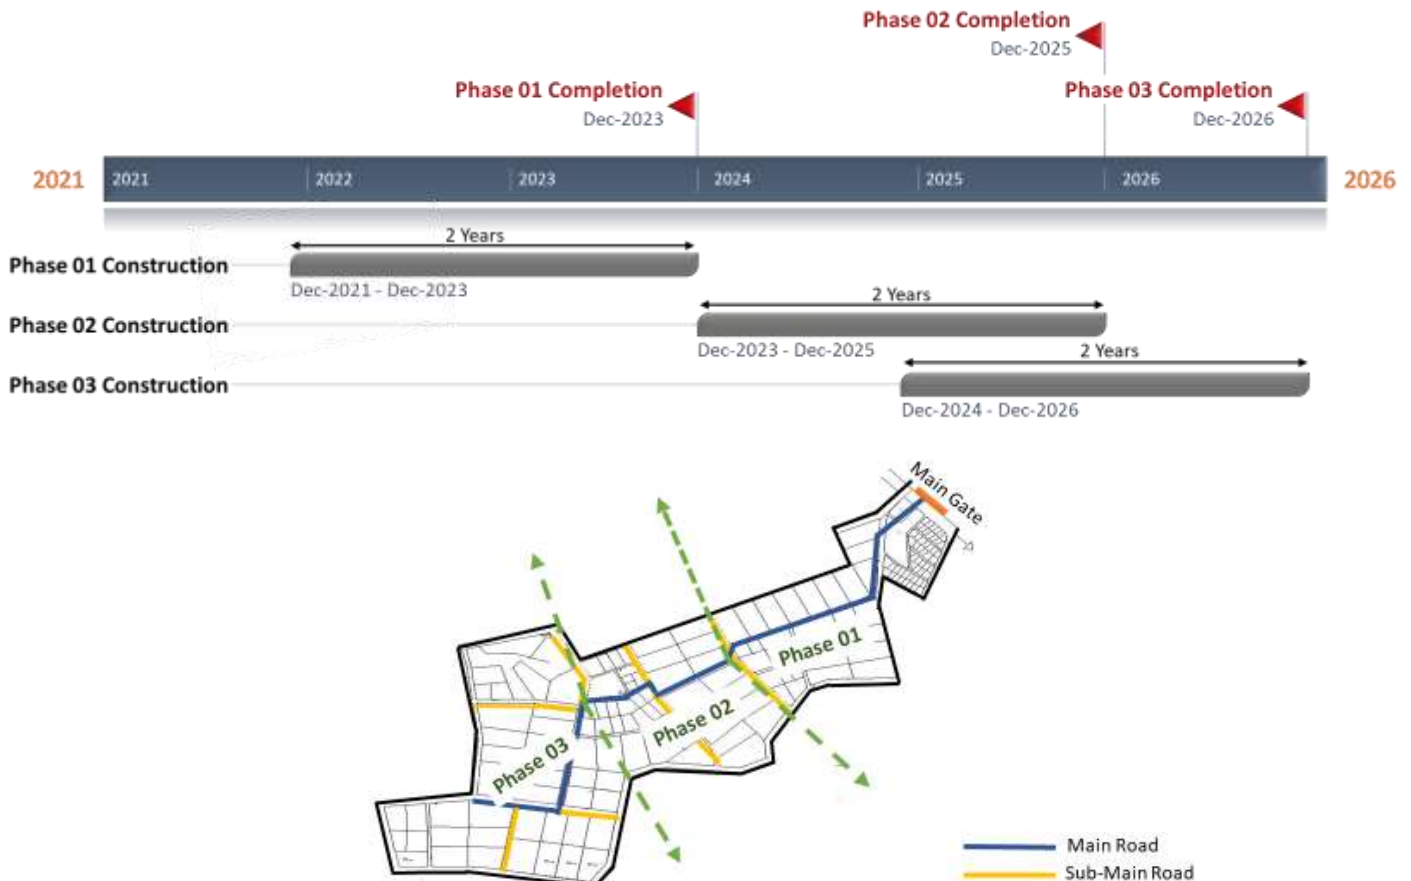 Phase 02 Completion
Dec-2025
Phase 01 Completion
Dec-2023
Phase 03 Completion
Dec-2026
2021
2021
2022
2023
2024
2025
2026
2026
2 Years
Phase 01 Construction
Dec-2021 - Dec-2023
2 Years
Phase 02 Construction
Dec-2023 - Dec-2025
2 Years
Phase 03 Construction
Dec-2024 - Dec-2026
Main Gate
Phase 01
Phase 02
Phase 03
Main Road
Sub-Main Road